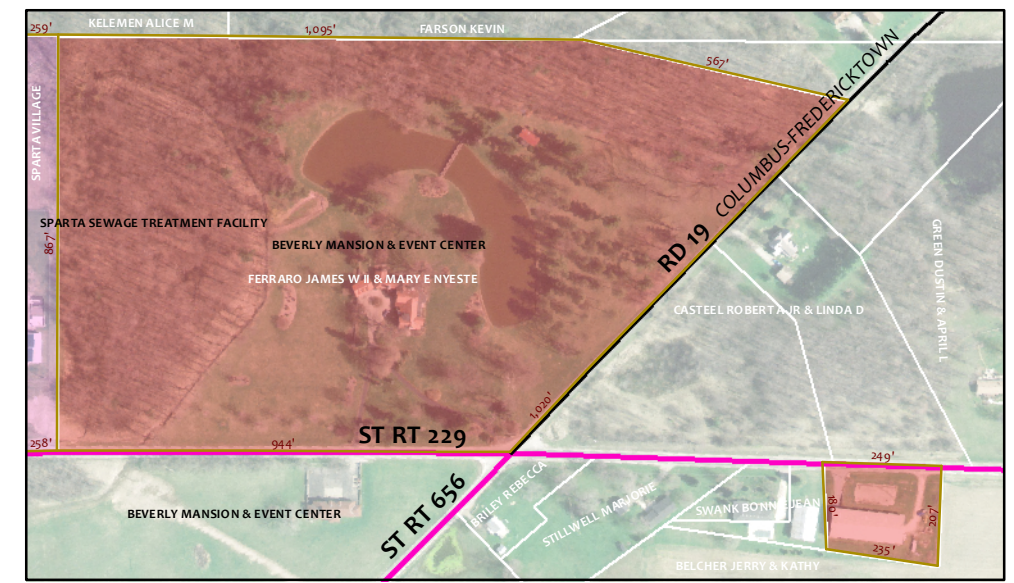 KELEMEN ALICE M
259'
1,095'
FARSON KEVIN
567'
COLUMBUS-FREDERICKTOWN
RD 19
SPARTA VILLAGE
867'
SPARTA SEWAGE TREATMENT FACILITY
BEVERLY MANSION & EVENT CENTER
FERRARO JAMES W II & MARY E NYESTE
CASTEEL ROBERT A JR & LINDA D
GREEN DUSTIN & APRIL L
1,020'
258'
944'
ST RT 229
249'
ST RT 656
BRILEY REBECCA
STILLWELL MARJORIE
SWANK BONNIE JEAN
180'
207'
235'
BEVERLY MANSION & EVENT CENTER
BELCHER JERRY & KATHY